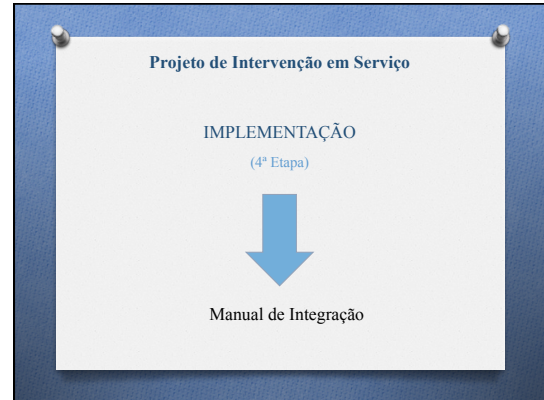 Projeto de Intervenção em Serviço
IMPLEMENTAÇÃO
(4ª Etapa)
Manual de Integração